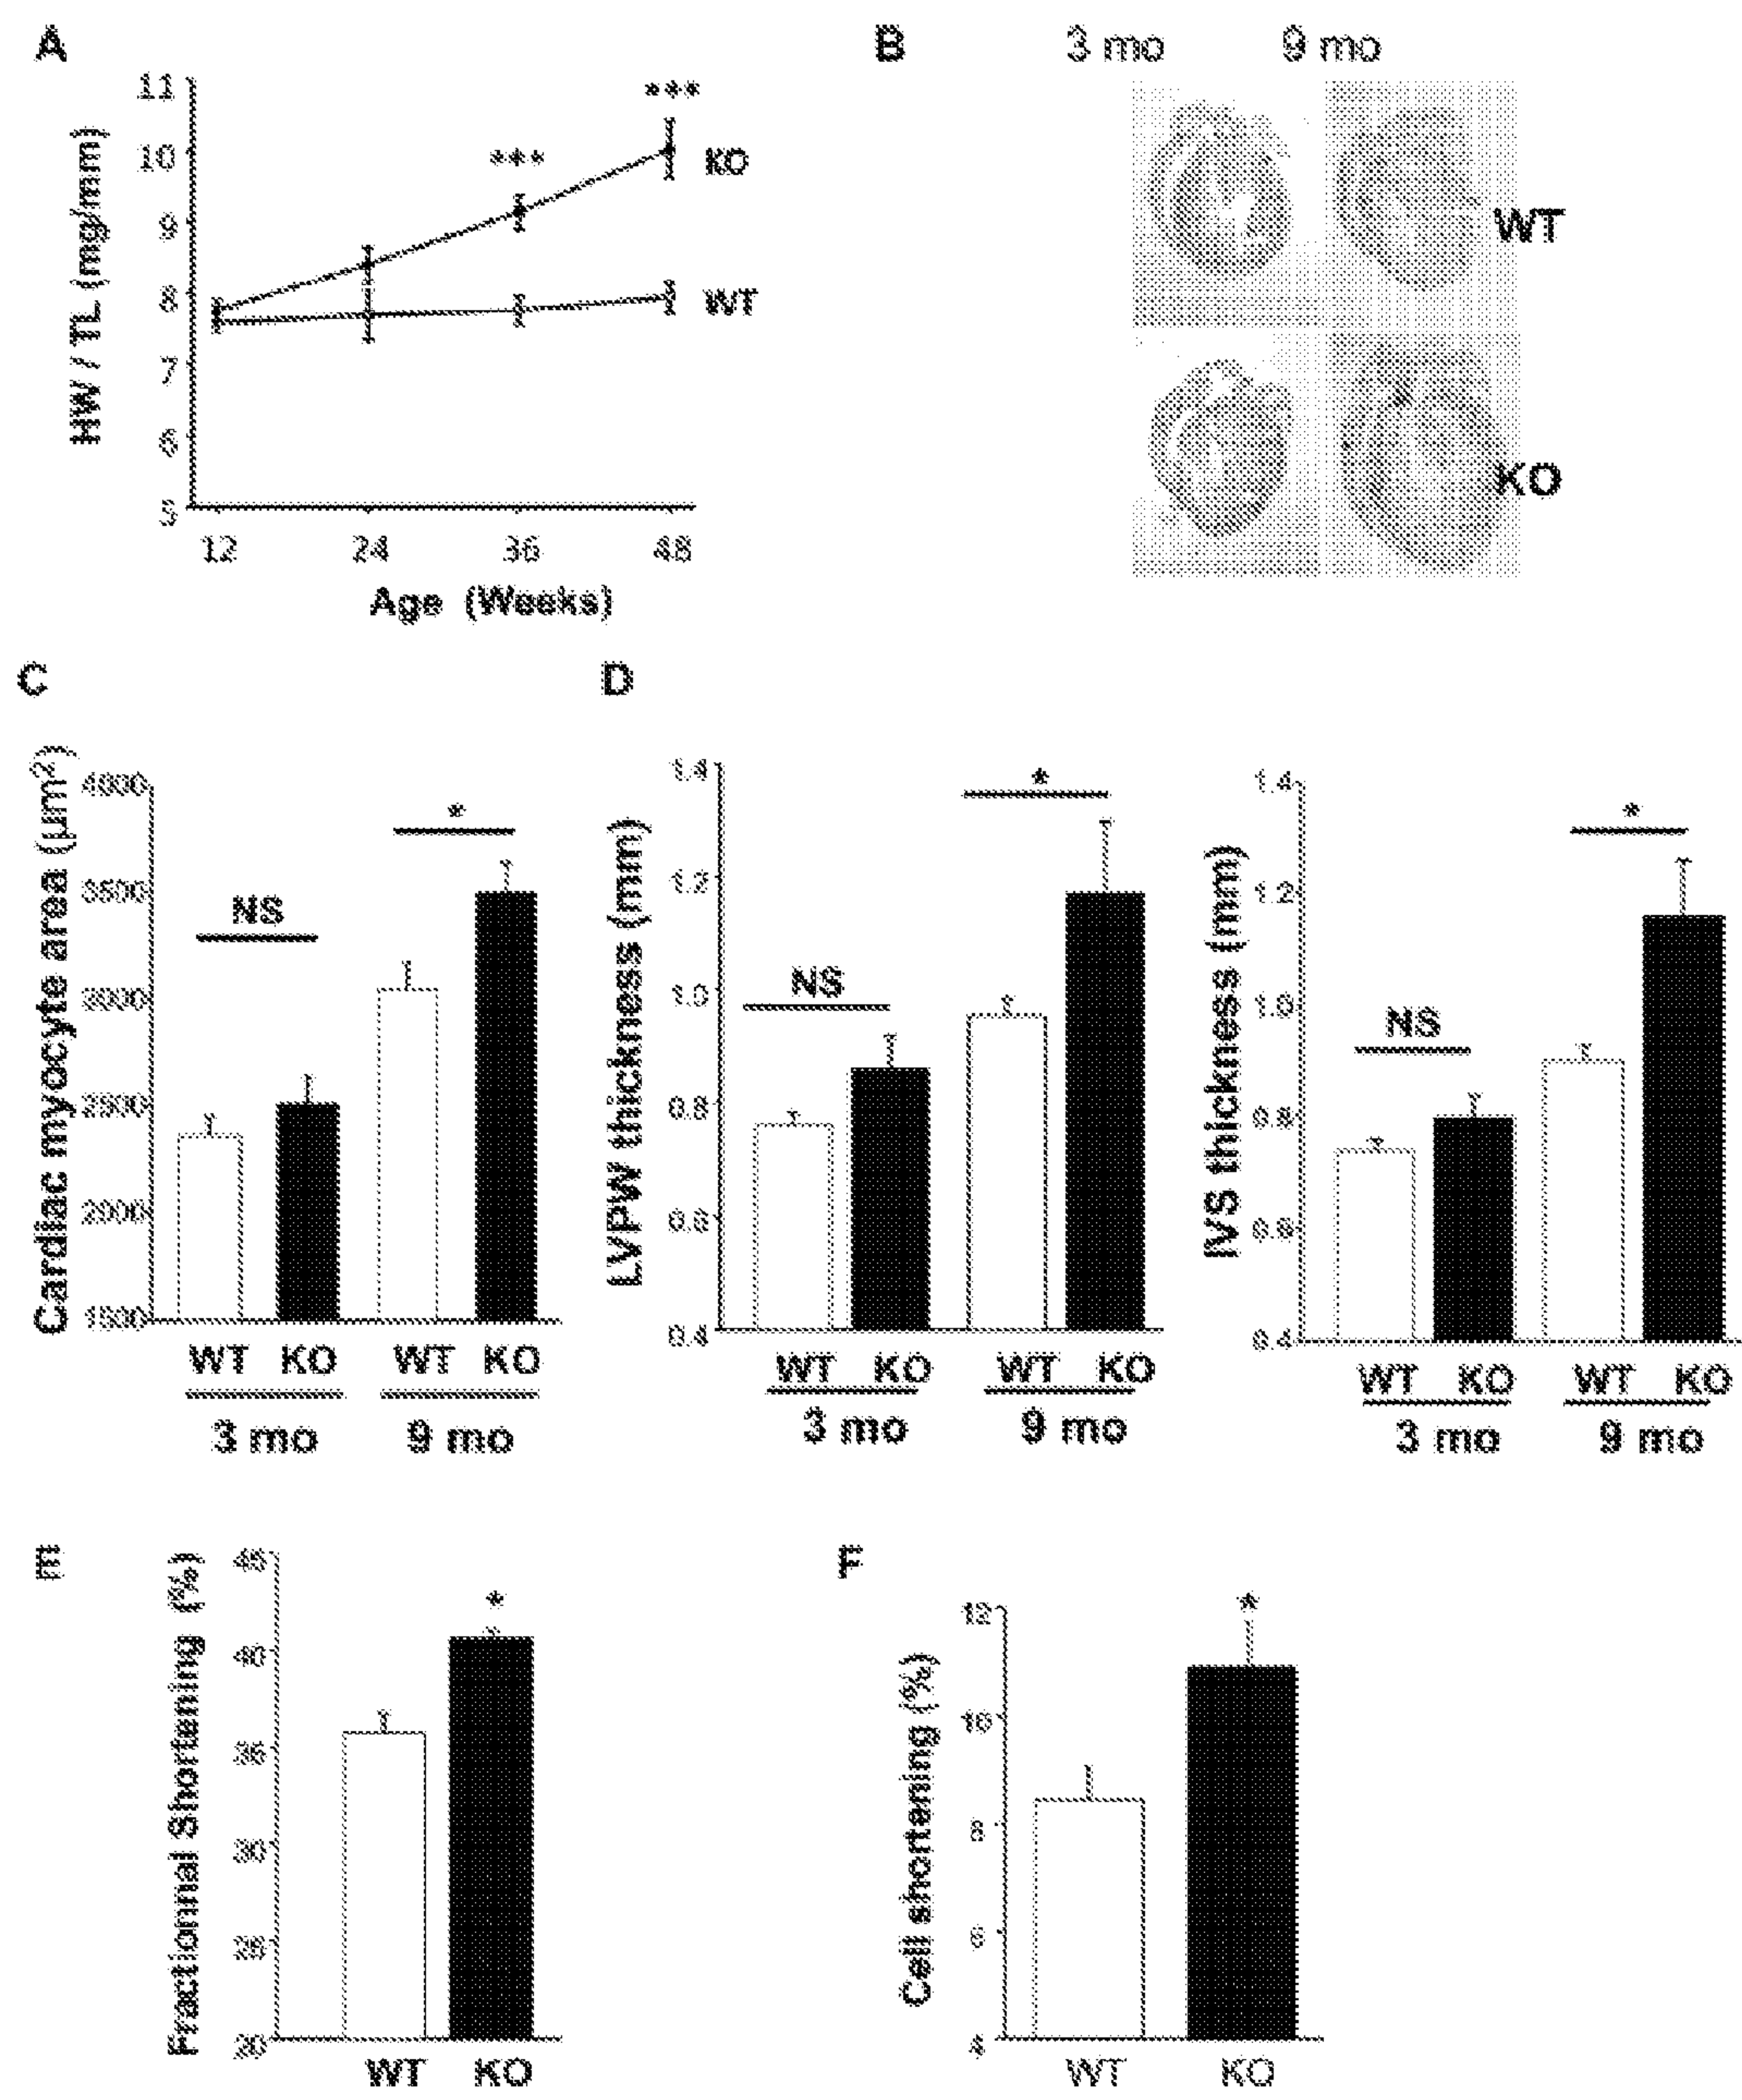 A
11
10
9
8
7
6
5
HW / TL (mg/mm)
***
***
KO
WT
12 24 36 48
Age (Weeks)
B
3 mo 9 mo
WT
KO
C
4000
3500
3000
2500
2000
1500
Cardiac myocyte area (µm²)
NS
*
WT KO WT KO
3 mo 9 mo
D
1.4
1.2
1.0
0.8
0.6
0.4
LVPW thickness (mm)
NS
*
WT KO WT KO
3 mo 9 mo
1.4
1.2
1.0
0.8
0.6
0.4
IVS thickness (mm)
NS
*
WT KO WT KO
3 mo 9 mo
E
45
40
35
30
25
20
Fractionnal Shortening (%)
*
WT KO
F
12
10
8
6
4
Cell shortening (%)
*
WT KO